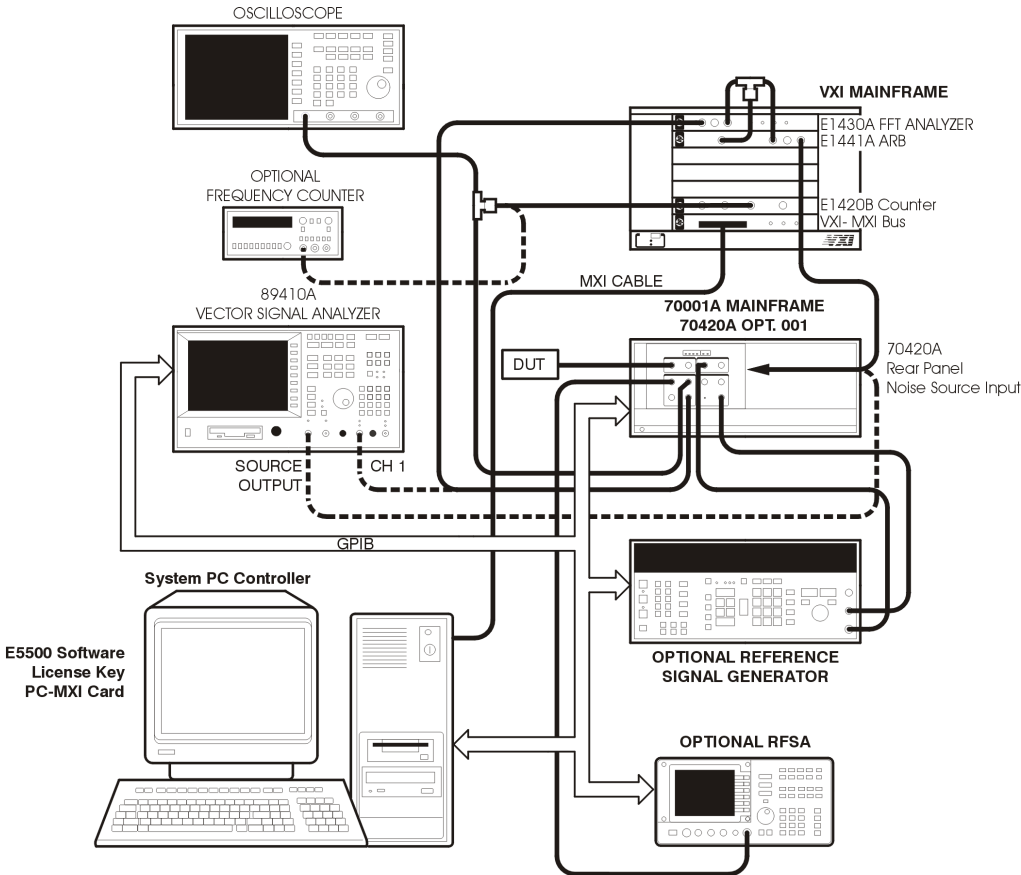 OSCILLOSCOPE
VXI MAINFRAME
E1430A FFT ANALYZER
E1441A ARB
OPTIONAL
FREQUENCY COUNTER
E1420B Counter
VXI- MXI Bus
VXI
MXI CABLE
89410A
VECTOR SIGNAL ANALYZER
70001A MAINFRAME
70420A OPT. 001
DUT
70420A
Rear Panel
Noise Source Input
SOURCE
OUTPUT
CH 1
GPIB
System PC Controller
E5500 Software
License Key
PC-MXI Card
OPTIONAL REFERENCE
SIGNAL GENERATOR
OPTIONAL RFSA